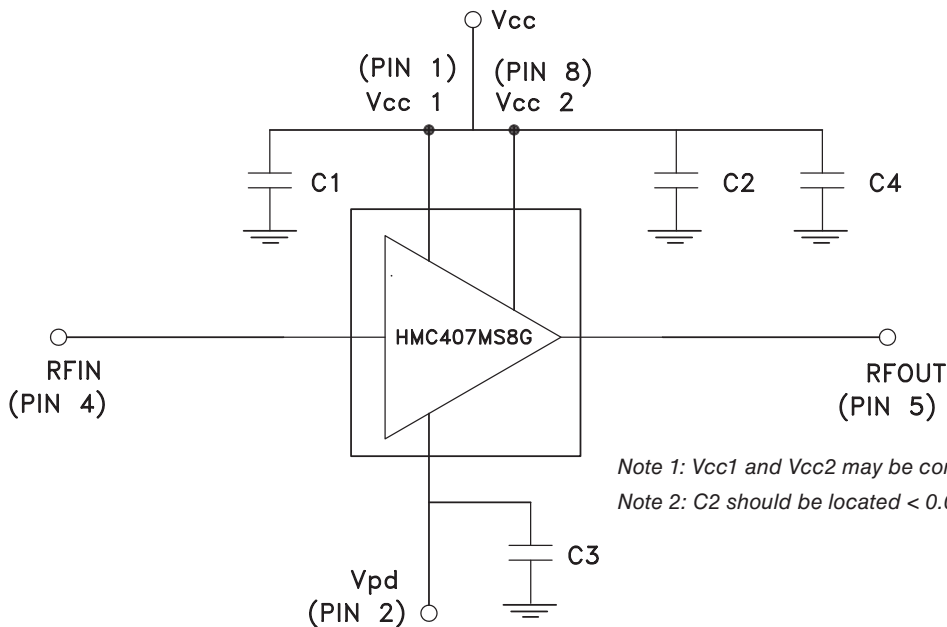 Vcc
(PIN 1)
Vcc 1
(PIN 8)
Vcc 2
C1
C2
C4
HMC407MS8G
RFIN
(PIN 4)
RFOUT
(PIN 5)
Note 1: Vcc1 and Vcc2 may be
Note 2: C2 should be located <
C3
Vpd
(PIN 2)